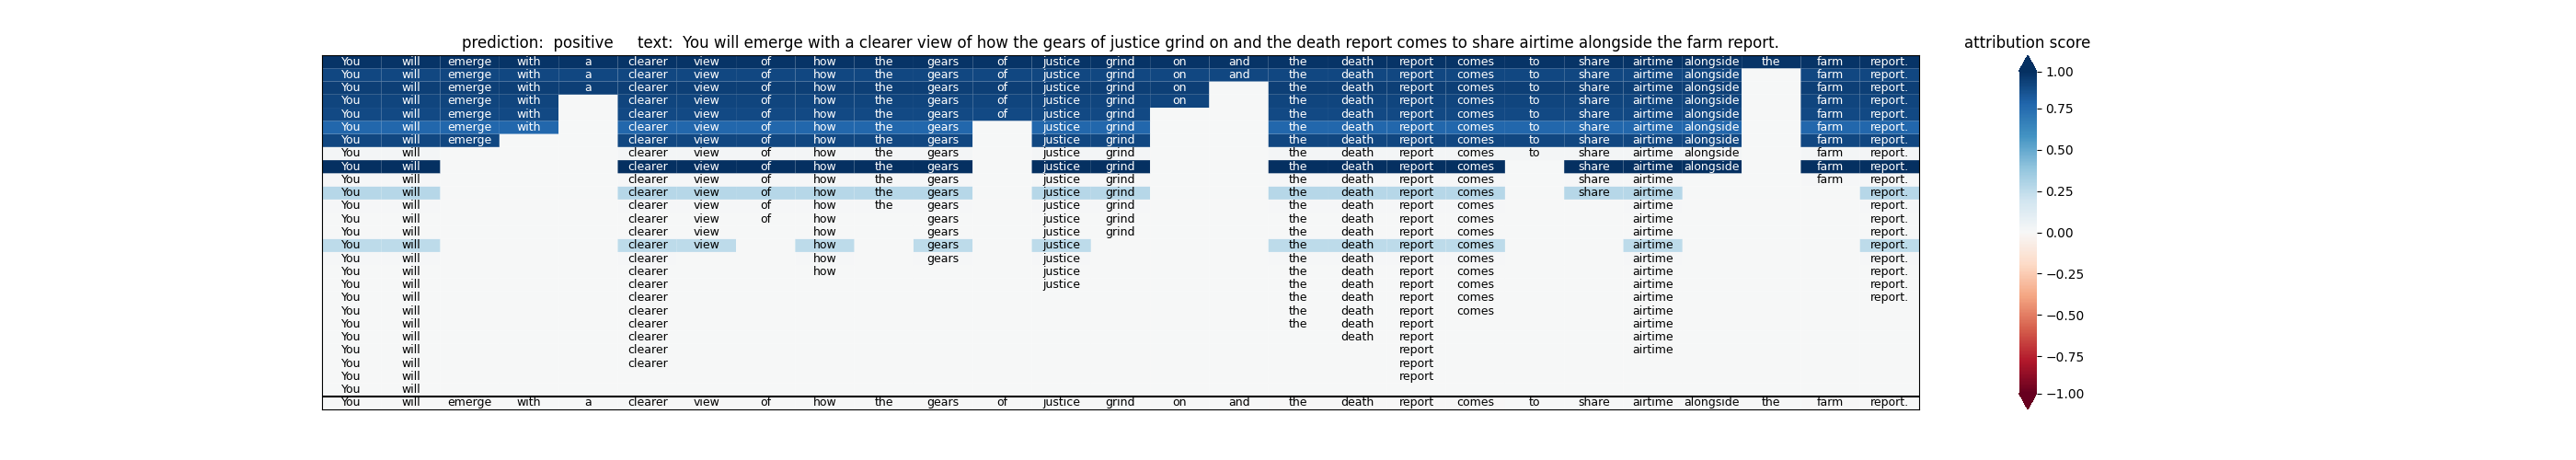 prediction:  positive     text:  You will emerge with a clearer view of how the gears of justice grind on and the death report comes to share airtime alongside the farm report.
attribution score
You will emerge with a clearer view of how the gears of justice grind on and the death report comes to share airtime alongside the farm report.
You will emerge with a clearer view of how the gears of justice grind on and the death report comes to share airtime alongside farm report.
You will emerge with a clearer view of how the gears of justice grind on the death report comes to share airtime alongside farm report.
You will emerge with clearer view of how the gears of justice grind on the death report comes to share airtime alongside farm report.
You will emerge with clearer view of how the gears of justice grind the death report comes to share airtime alongside farm report.
You will emerge with clearer view of how the gears justice grind the death report comes to share airtime alongside farm report.
You will emerge clearer view of how the gears justice grind the death report comes to share airtime alongside farm report.
You will clearer view of how the gears justice grind the death report comes to share airtime alongside farm report.
You will clearer view of how the gears justice grind the death report comes share airtime alongside farm report.
You will clearer view of how the gears justice grind the death report comes share airtime farm report.
You will clearer view of how the gears justice grind the death report comes share airtime report.
You will clearer view of how the gears justice grind the death report comes airtime report.
You will clearer view of how gears justice grind the death report comes airtime report.
You will clearer view how gears justice grind the death report comes airtime report.
You will clearer view how gears justice the death report comes airtime report.
You will clearer how gears justice the death report comes airtime report.
You will clearer how justice the death report comes airtime report.
You will clearer justice the death report comes airtime report.
You will clearer the death report comes airtime report.
You will clearer the death report comes airtime
You will clearer the death report airtime
You will clearer death report airtime
You will clearer report airtime
You will clearer report
You will report
You will
You will emerge with a clearer view of how the gears of justice grind on and the death report comes to share airtime alongside the farm report.
1.00
0.75
0.50
0.25
0.00
−0.25
−0.50
−0.75
−1.00